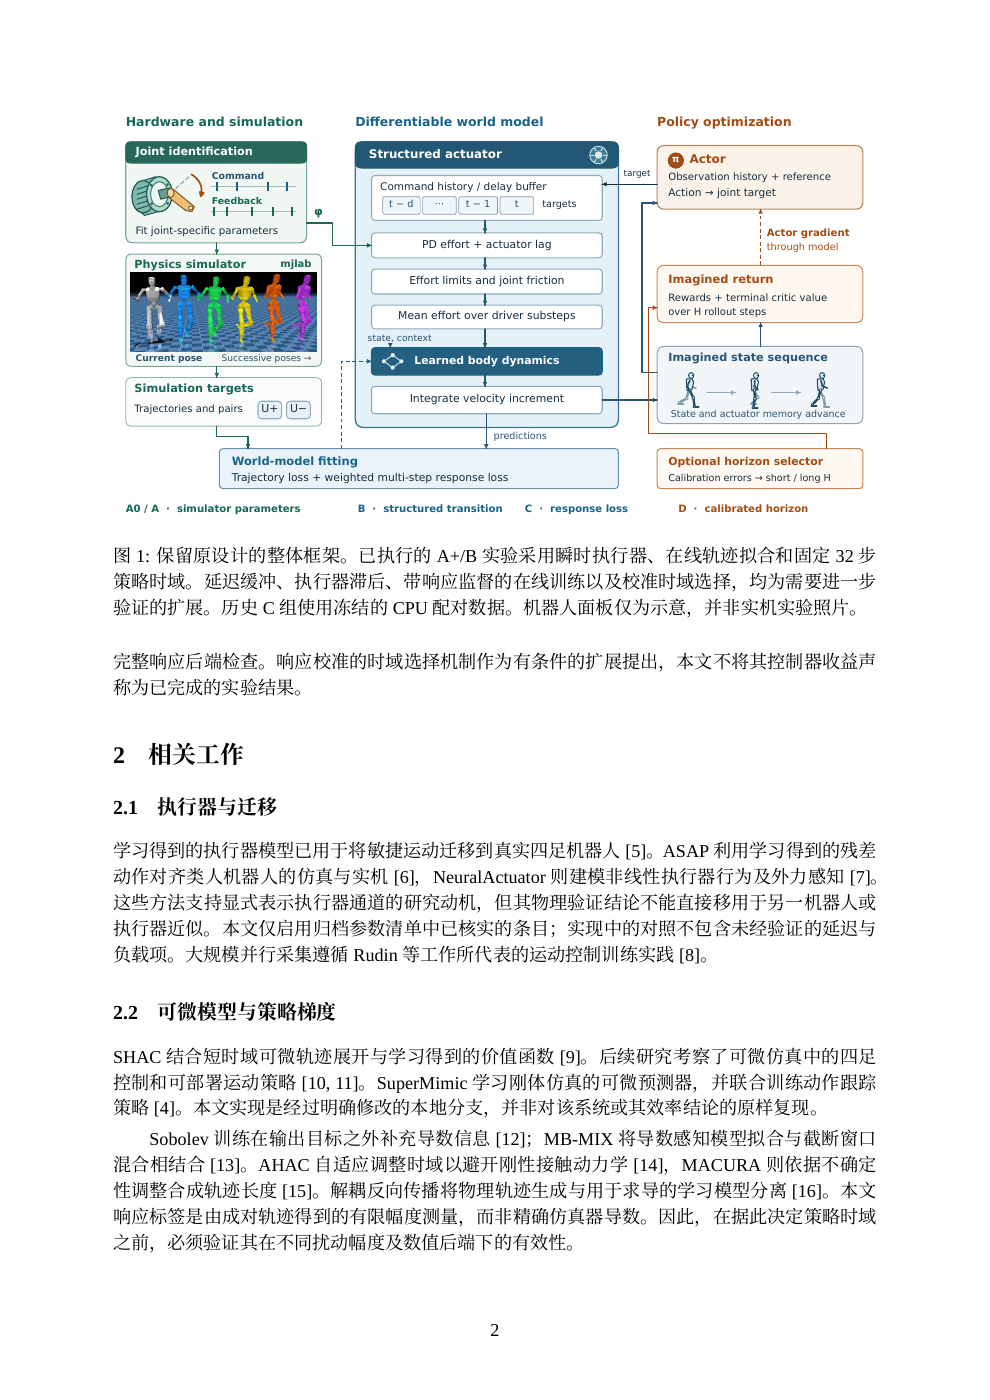 Hardware and simulation
Differentiable world model
Policy optimization
Joint identification
Command
Feedback
Fit joint-specific parameters
φ
Physics simulator mjlab
Current pose Successive poses →
Simulation targets
Trajectories and pairs U+ U−
Structured actuator
Command history / delay buffer
t − d ··· t − 1 t targets
PD effort + actuator lag
Effort limits and joint friction
Mean effort over driver substeps
state, context
Learned body dynamics
Integrate velocity increment
predictions
World-model fitting
Trajectory loss + weighted multi-step response loss
target
π Actor
Observation history + reference
Action → joint target
Actor gradient
through model
Imagined return
Rewards + terminal critic value
over H rollout steps
Imagined state sequence
State and actuator memory advance
Optional horizon selector
Calibration errors → short / long H
A0 / A · simulator parameters
B · structured transition
C · response loss
D · calibrated horizon
图 1: 保留原设计的整体框架。已执行的 A+/B 实验采用瞬时执行器、在线轨迹拟合和固定 32 步
策略时域。延迟缓冲、执行器滞后、带响应监督的在线训练以及校准时域选择，均为需要进一步
验证的扩展。历史 C 组使用冻结的 CPU 配对数据。机器人面板仅为示意，并非实机实验照片。
完整响应后端检查。响应校准的时域选择机制作为有条件的扩展提出，本文不将其控制器收益声
称为已完成的实验结果。
2 相关工作
2.1 执行器与迁移
学习得到的执行器模型已用于将敏捷运动迁移到真实四足机器人 [5]。ASAP 利用学习得到的残差
动作对齐类人机器人的仿真与实机 [6]，NeuralActuator 则建模非线性执行器行为及外力感知 [7]。
这些方法支持显式表示执行器通道的研究动机，但其物理验证结论不能直接移用于另一机器人或
执行器近似。本文仅启用归档参数清单中已核实的条目；实现中的对照不包含未经验证的延迟与
负载项。大规模并行采集遵循 Rudin 等工作所代表的运动控制训练实践 [8]。
2.2 可微模型与策略梯度
SHAC 结合短时域可微轨迹展开与学习得到的价值函数 [9]。后续研究考察了可微仿真中的四足
控制和可部署运动策略 [10, 11]。SuperMimic 学习刚体仿真的可微预测器，并联合训练动作跟踪
策略 [4]。本文实现是经过明确修改的本地分支，并非对该系统或其效率结论的原样复现。
Sobolev 训练在输出目标之外补充导数信息 [12]；MB-MIX 将导数感知模型拟合与截断窗口
混合相结合 [13]。AHAC 自适应调整时域以避开刚性接触动力学 [14]，MACURA 则依据不确定
性调整合成轨迹长度 [15]。解耦反向传播将物理轨迹生成与用于求导的学习模型分离 [16]。本文
响应标签是由成对轨迹得到的有限幅度测量，而非精确仿真器导数。因此，在据此决定策略时域
之前，必须验证其在不同扰动幅度及数值后端下的有效性。
2